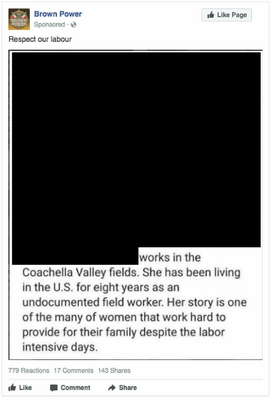 Brown Power
Sponsored ·
Like Page
Respect our labour
works in the
Coachella Valley fields. She has been living
in the U.S. for eight years as an
undocumented field worker. Her story is one
of the many of women that work hard to
provide for their family despite the labor
intensive days.
779 Reactions 17 Comments 143 Shares
Like Comment Share